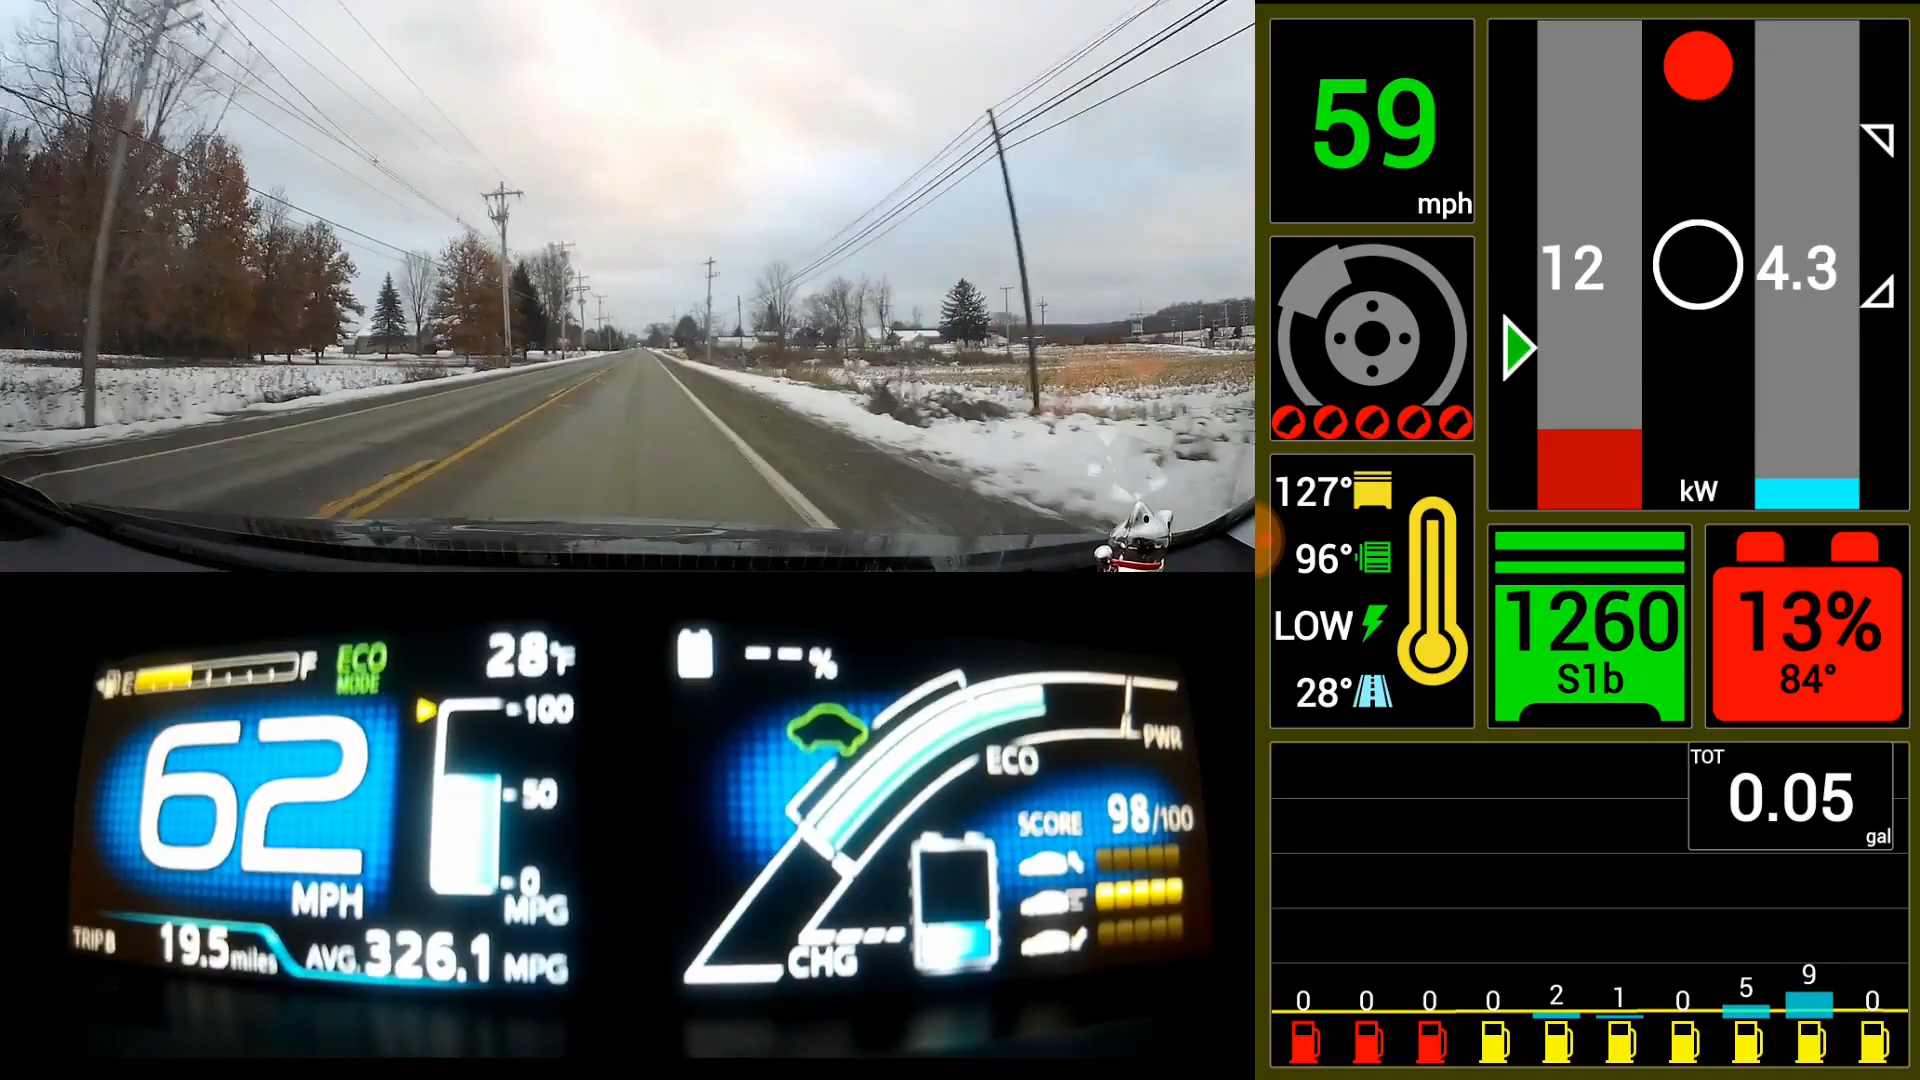 59
mph
12
4.3
kW
127°
96°
LOW
28°
1260
S1b
13%
84°
TOT
0.05
gal
0 0 0 0 2 1 0 5 9 0
E F
ECO
MODE
28°F
62
MPH
100
50
0
MPG
TRIP B 19.5 miles AVG. 326.1 MPG
--%
PWR
ECO
SCORE 98/100
CHG